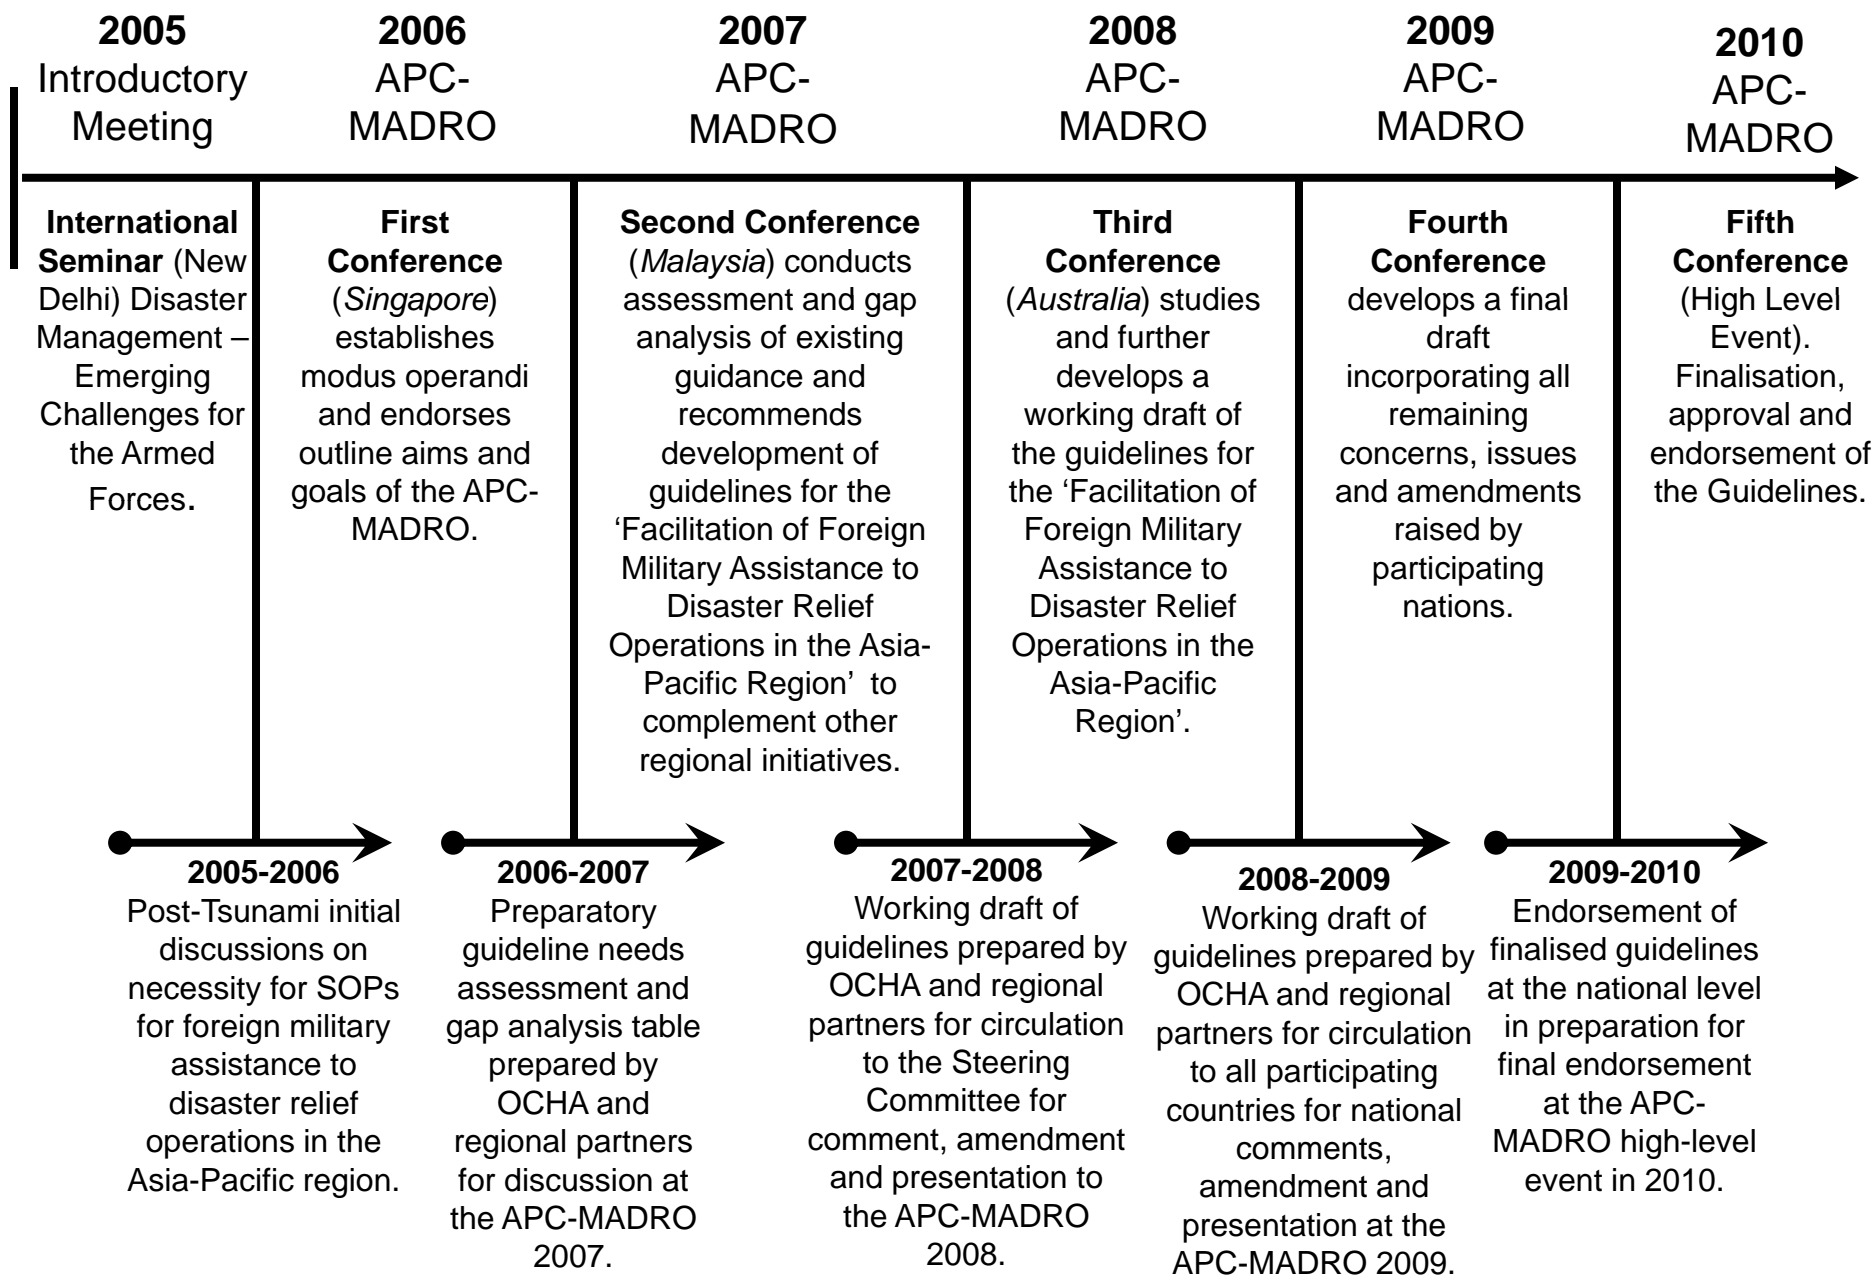 2005
Introductory
Meeting
2006
APC-
MADRO
2007
APC-
MADRO
2008
APC-
MADRO
2009
APC-
MADRO
2010
APC-
MADRO
International
Seminar (New
Delhi) Disaster
Management –
Emerging
Challenges for
the Armed
Forces.
First
Conference
(Singapore)
establishes
modus operandi
and endorses
outline aims and
goals of the APC-
MADRO.
Second Conference
(Malaysia) conducts
assessment and gap
analysis of existing
guidance and
recommends
development of
guidelines for the
‘Facilitation of Foreign
Military Assistance to
Disaster Relief
Operations in the Asia-
Pacific Region’ to
complement other
regional initiatives.
Third
Conference
(Australia) studies
and further
develops a
working draft of
the guidelines for
the ‘Facilitation of
Foreign Military
Assistance to
Disaster Relief
Operations in the
Asia-Pacific
Region’.
Fourth
Conference
develops a final
draft
incorporating all
remaining
concerns, issues
and amendments
raised by
participating
nations.
Fifth
Conference
(High Level
Event).
Finalisation,
approval and
endorsement of
the Guidelines.
2005-2006
Post-Tsunami initial
discussions on
necessity for SOPs
for foreign military
assistance to
disaster relief
operations in the
Asia-Pacific region.
2006-2007
Preparatory
guideline needs
assessment and
gap analysis table
prepared by
OCHA and
regional partners
for discussion at
the APC-MADRO
2007.
2007-2008
Working draft of
guidelines prepared by
OCHA and regional
partners for circulation
to the Steering
Committee for
comment, amendment
and presentation to
the APC-MADRO
2008.
2008-2009
Working draft of
guidelines prepared by
OCHA and regional
partners for circulation
to all participating
countries for national
comments,
amendment and
presentation at the
APC-MADRO 2009.
2009-2010
Endorsement of
finalised guidelines
at the national level
in preparation for
final endorsement
at the APC-
MADRO high-level
event in 2010.